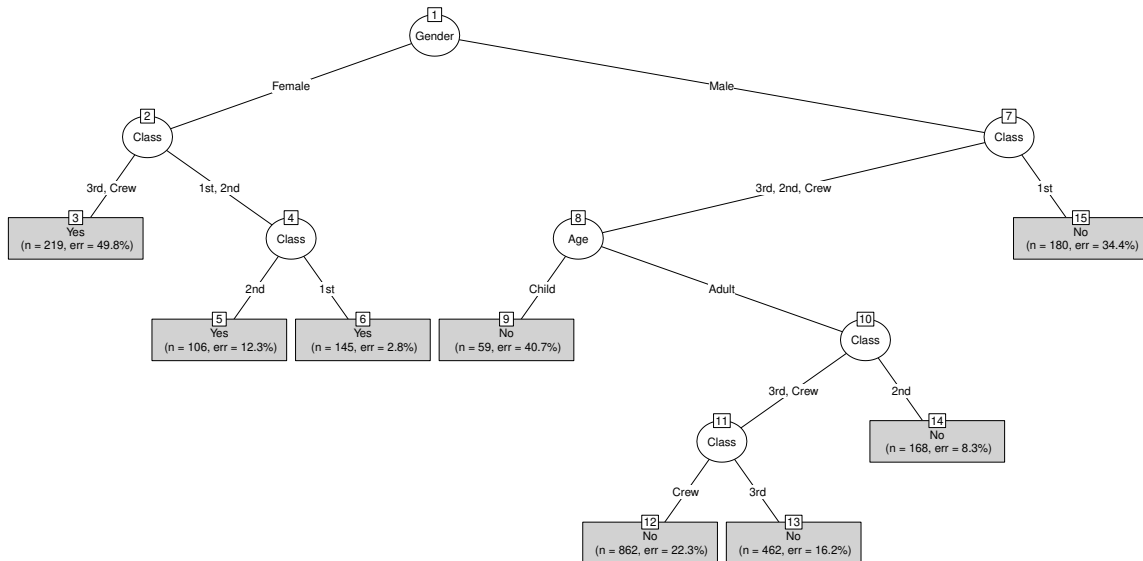 1
Gender
Female
Male
2
Class
7
Class
3rd, Crew
1st, 2nd
3rd, 2nd, Crew
1st
3
Yes
(n = 219, err = 49.8%)
4
Class
8
Age
15
No
(n = 180, err = 34.4%)
2nd
1st
Child
Adult
5
Yes
(n = 106, err = 12.3%)
6
Yes
(n = 145, err = 2.8%)
9
No
(n = 59, err = 40.7%)
10
Class
3rd, Crew
2nd
11
Class
14
No
(n = 168, err = 8.3%)
Crew
3rd
12
No
(n = 862, err = 22.3%)
13
No
(n = 462, err = 16.2%)